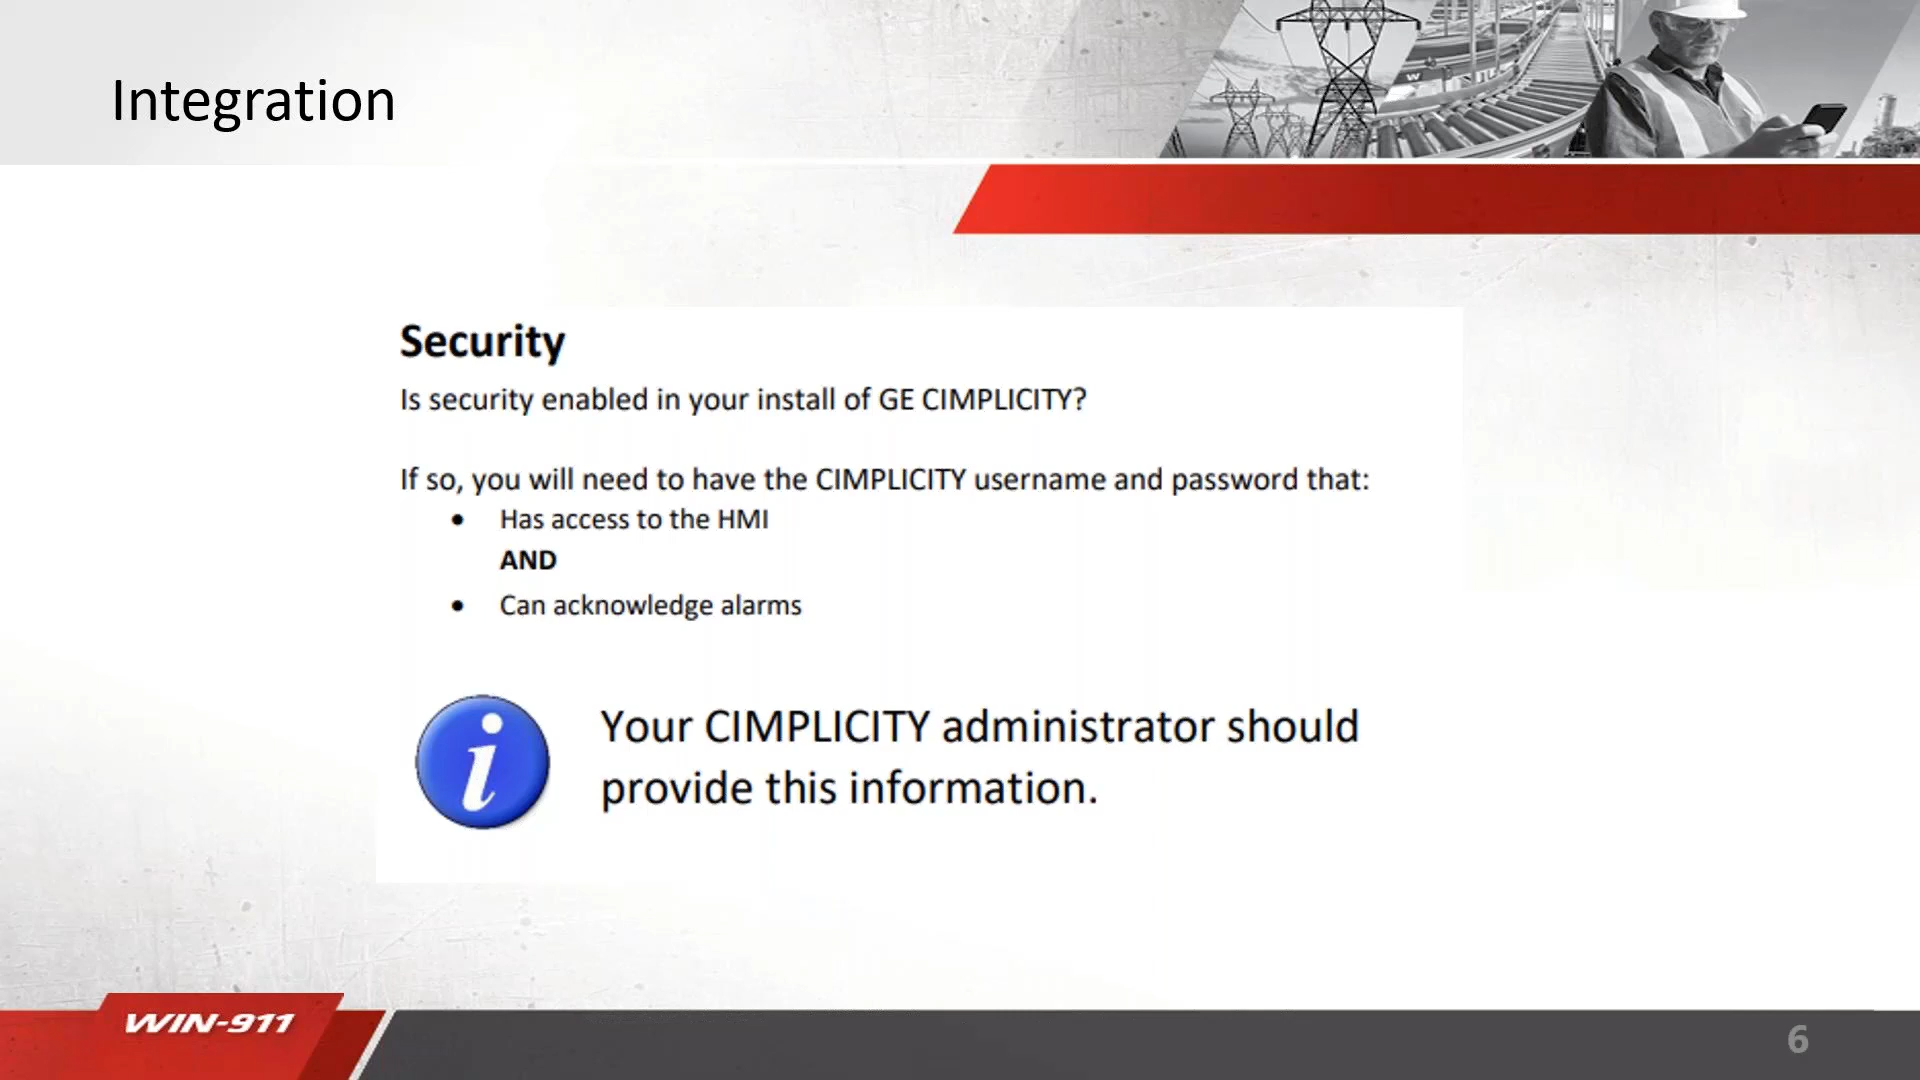 Integration
Security
Is security enabled in your install of GE CIMPLICITY?
If so, you will need to have the CIMPLICITY username and password that:
• Has access to the HMI
AND
• Can acknowledge alarms
i
Your CIMPLICITY administrator should
provide this information.
WIN-911
6